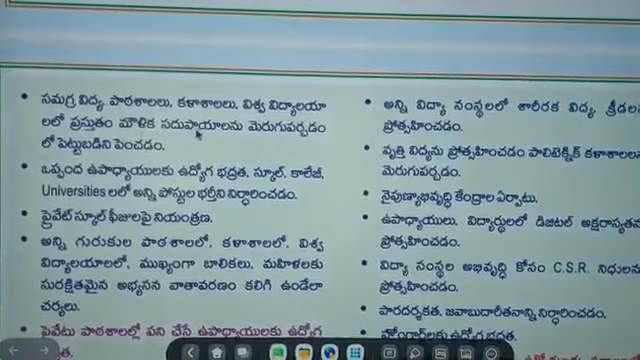 • సమగ్ర విద్య, పాఠశాలలు, కళాశాలలు, విశ్వ విద్యాలయా
లలో ప్రస్తుతం మౌళిక సదుపాయాలను మెరుగుపర్చడం
లో పెట్టుబడిని పెంచడం.
• ఒప్పంద ఉపాధ్యాయులకు ఉద్యోగ భద్రత, స్కూల్, కాలేజీ,
Universities లలో అన్ని పోస్టుల భర్తీని నిర్ధారించడం.
• ప్రైవేట్ స్కూల్ ఫీజులపై నియంత్రణ.
• అన్ని గురుకుల పాఠశాలలో, కళాశాలలో, విశ్వ
విద్యాలయాలలో, ముఖ్యంగా బాలికలు, మహిళలకు
సురక్షితమైన అభ్యసన వాతావరణం కలిగి ఉండేలా
చర్యలు.
• ప్రైవేటు పాఠశాలల్లో పని చేసే ఉపాధ్యాయులకు ఉద్యోగ
• అన్ని విద్యా సంస్థలలో శారీరక విద్య, క్రీడల
ప్రోత్సహించడం.
• వృత్తి విద్యను ప్రోత్సహించడం పాలిటెక్నిక్ కళాశాలల
మెరుగుపర్చడం.
• నైపుణ్యాభివృద్ధి కేంద్రాల ఏర్పాటు.
• ఉపాధ్యాయులు, విద్యార్థులలో డిజిటల్ అక్షరాస్యత
ప్రోత్సహించడం.
• విద్యా సంస్థల అభివృద్ధి కోసం C.S.R. నిధుల
ప్రోత్సహించడం.
• పారదర్శకత, జవాబుదారీతనాన్ని నిర్ధారించడం.
• హోంగార్డ్‌లకు ఉద్యోగ భద్రత.